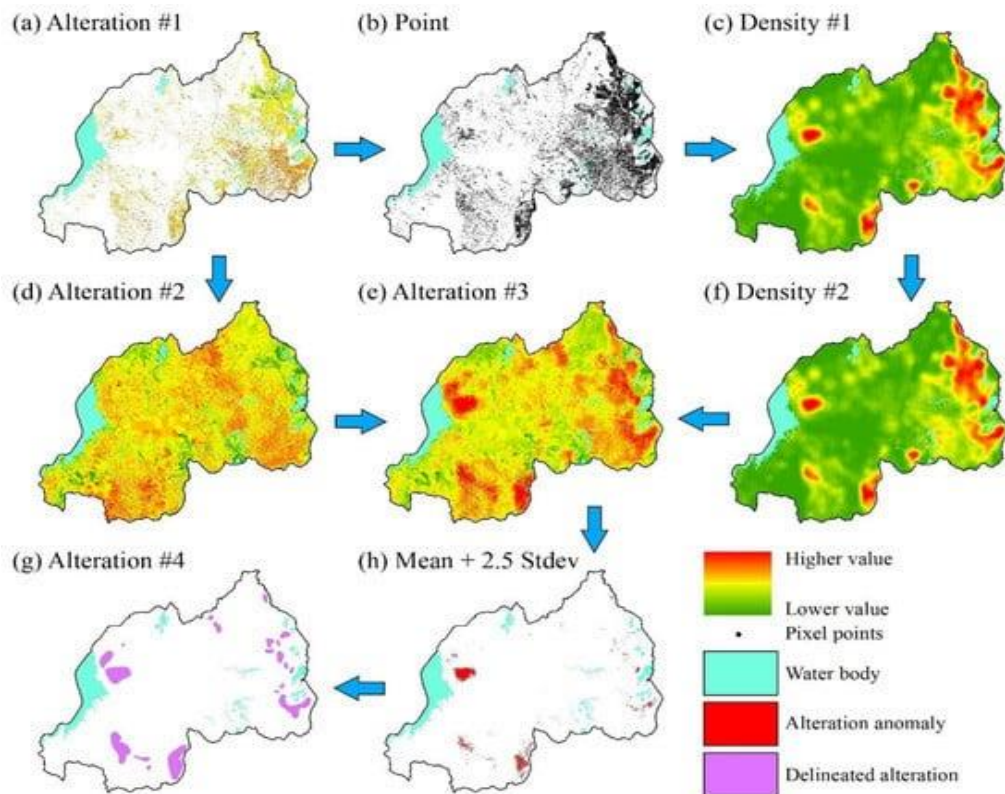 (a) Alteration #1
(b) Point
(c) Density #1
(d) Alteration #2
(e) Alteration #3
(f) Density #2
(g) Alteration #4
(h) Mean + 2.5 Stdev
Higher value
Lower value
Pixel points
Water body
Alteration anomaly
Delineated alteration